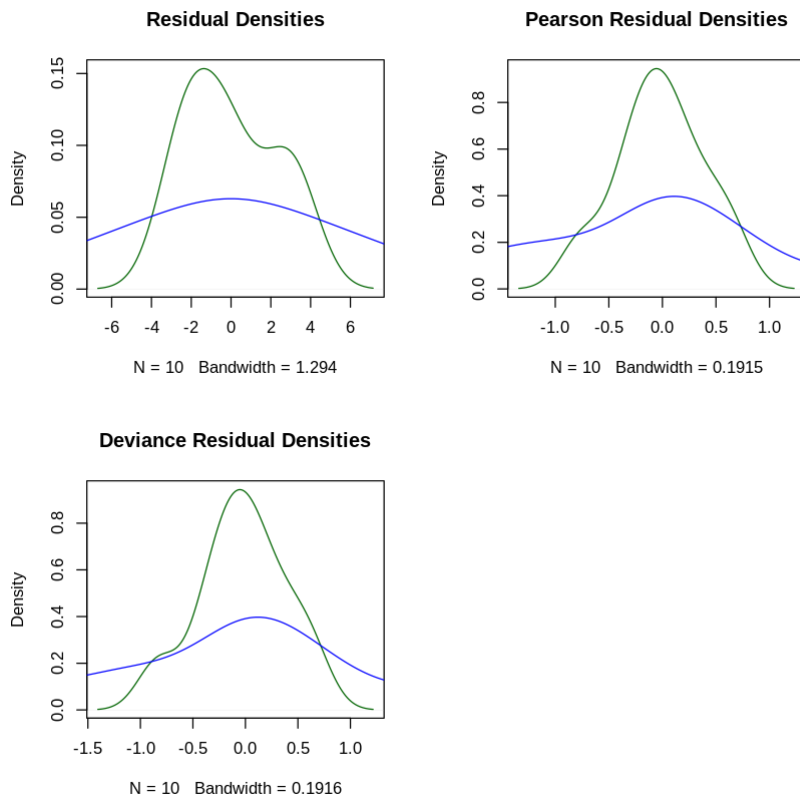 Residual Densities
Density
0.00 0.05 0.10 0.15
-6 -4 -2 0 2 4 6
N = 10 Bandwidth = 1.294
Pearson Residual Densities
Density
0.0 0.2 0.4 0.6 0.8
-1.0 -0.5 0.0 0.5 1.0
N = 10 Bandwidth = 0.1915
Deviance Residual Densities
Density
0.0 0.2 0.4 0.6 0.8
-1.5 -1.0 -0.5 0.0 0.5 1.0
N = 10 Bandwidth = 0.1916